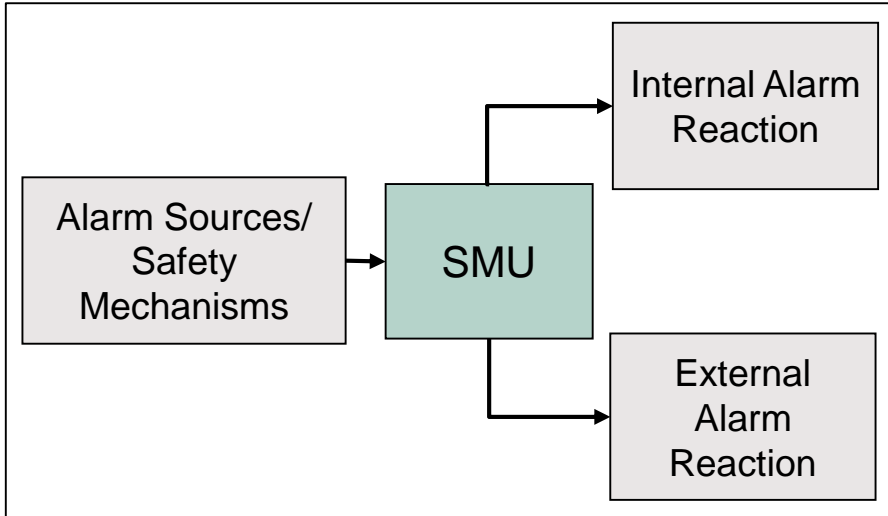 Internal Alarm
Reaction
Alarm Sources/
Safety
Mechanisms
SMU
External
Alarm
Reaction